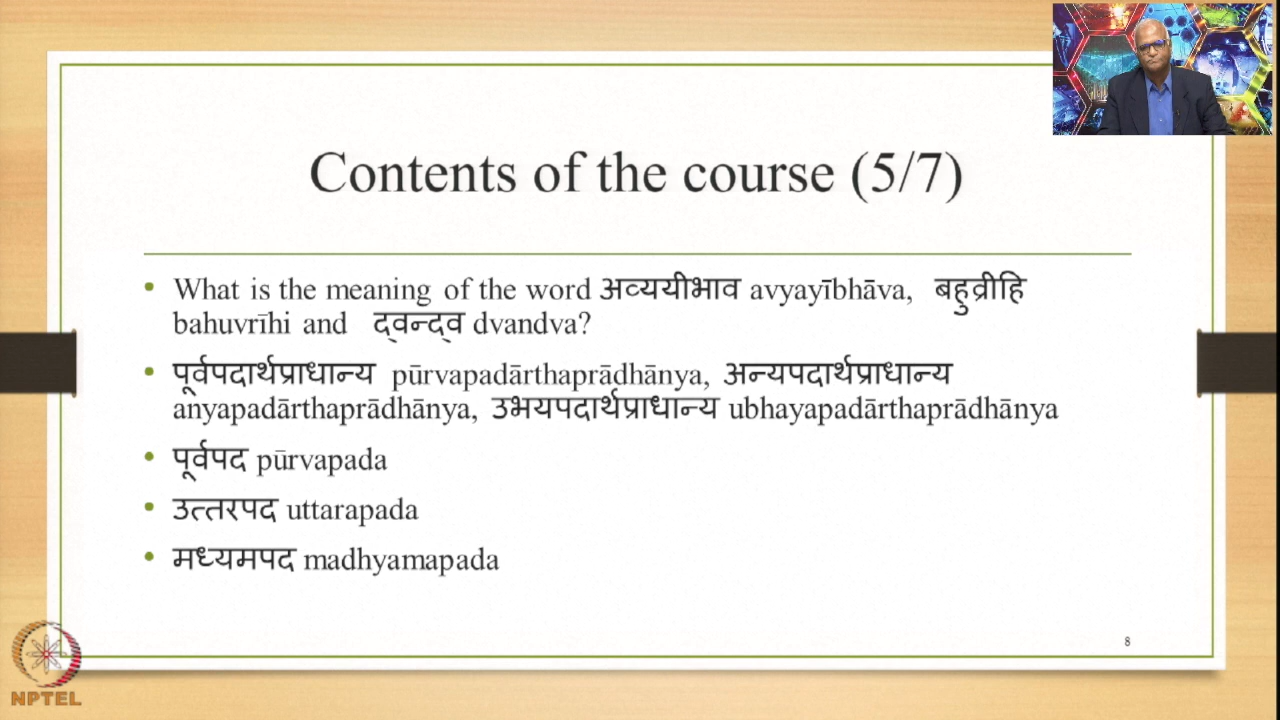 Contents of the course (5/7)
• What is the meaning of the word अव्ययीभाव avyayībhāva, बहुव्रीहि
bahuvrīhi and द्वन्द्व dvandva?
• पूर्वपदार्थप्राधान्य pūrvapadārthaprādhānya, अन्यपदार्थप्राधान्य
anyapadārthaprādhānya, उभयपदार्थप्राधान्य ubhayapadārthaprādhānya
• पूर्वपद pūrvapada
• उत्तरपद uttarapada
• मध्यमपद madhyamapada
8
NPTEL